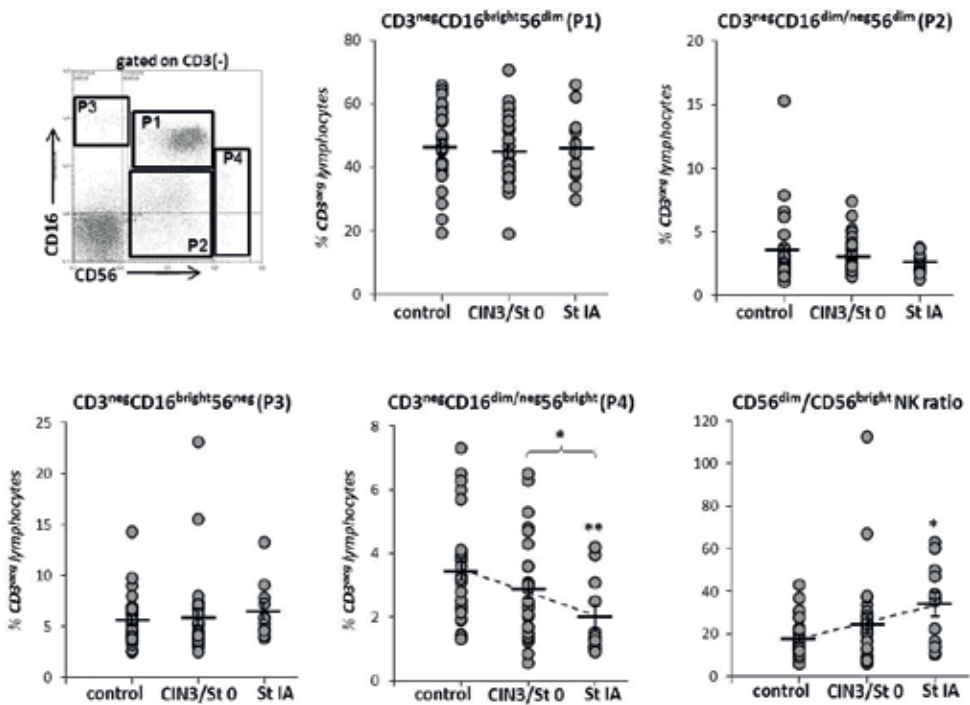 gated on CD3(-)
P3
P1
P4
P2
CD16
CD56
CD3ⁿᵉᵍCD16ᵇʳⁱᵍʰᵗ56ᵈⁱᵐ (P1)
% CD3ⁿᵉᵍ lymphocytes
80
60
40
20
0
control CIN3/St 0 St IA
CD3ⁿᵉᵍCD16ᵈⁱᵐ/ⁿᵉᵍ56ᵈⁱᵐ (P2)
% CD3ⁿᵉᵍ lymphocytes
20
15
10
5
0
control CIN3/St 0 St IA
CD3ⁿᵉᵍCD16ᵇʳⁱᵍʰᵗ56ⁿᵉᵍ (P3)
% CD3ⁿᵉᵍ lymphocytes
25
20
15
10
5
0
control CIN3/St 0 St IA
CD3ⁿᵉᵍCD16ᵈⁱᵐ/ⁿᵉᵍ56ᵇʳⁱᵍʰᵗ (P4)
% CD3ⁿᵉᵍ lymphocytes
8
6
4
2
0
*
**
control CIN3/St 0 St IA
CD56ᵈⁱᵐ/CD56ᵇʳⁱᵍʰᵗ NK ratio
120
100
80
60
40
20
0
*
control CIN3/St 0 St IA